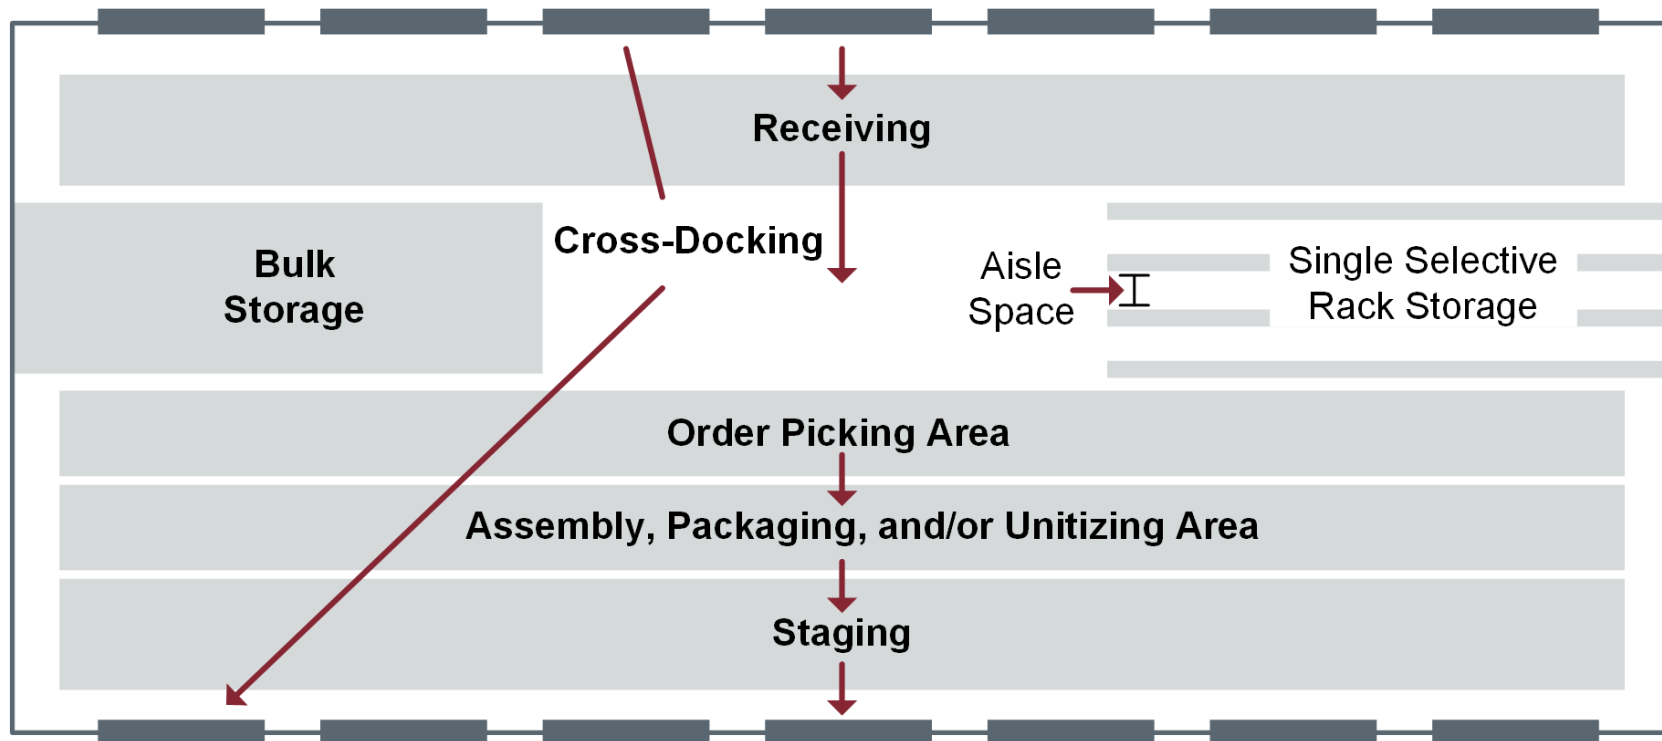 Receiving
Cross-Docking
Bulk
Storage
Aisle
Space
Single Selective
Rack Storage
Order Picking Area
Assembly, Packaging, and/or Unitizing Area
Staging